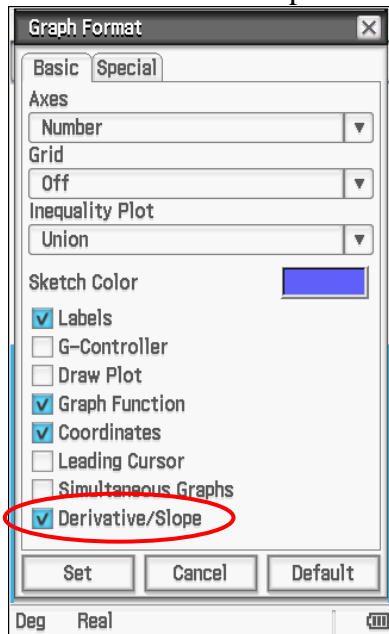 Graph Format
Basic Special
Axes
Number
Grid
Off
Inequality Plot
Union
Sketch Color
Labels
G-Controller
Draw Plot
Graph Function
Coordinates
Leading Cursor
Simultaneous Graphs
Derivative/Slope
Set Cancel Default
Deg Real